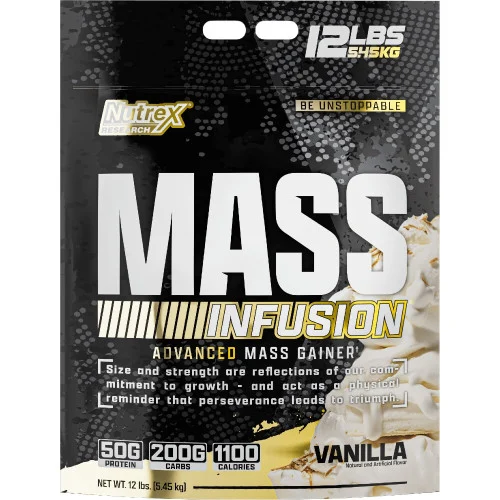 12LBS
5.45KG
Nutrex®
RESEARCH
BE UNSTOPPABLE
MASS
INFUSION
ADVANCED MASS GAINER
Size and strength are reflections of our com-
mitment to growth - and act as a physical
reminder that perseverance leads to triumph.
50G PROTEIN 200G CARBS 1100 CALORIES
VANILLA
Natural and Artificial Flavor
NET WT. 12 lbs. (5.45 kg)